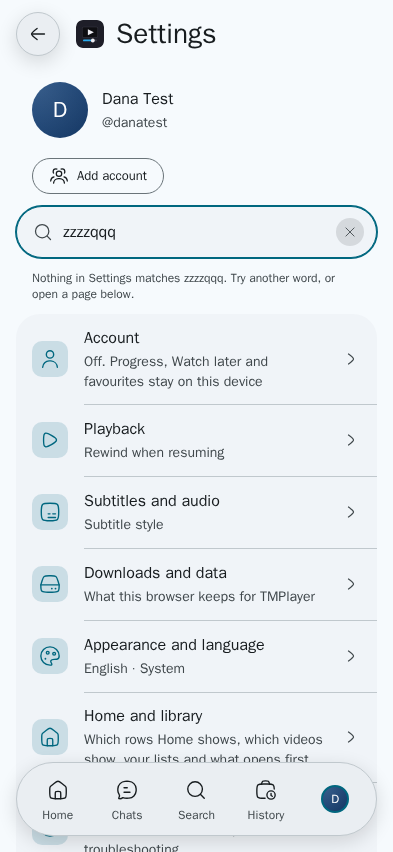 Settings
D
Dana Test
@danatest
Add account
zzzzqqq
Nothing in Settings matches zzzzqqq. Try another word, or
open a page below.
Account
Off. Progress, Watch later and
favourites stay on this device
Playback
Rewind when resuming
Subtitles and audio
Subtitle style
Downloads and data
What this browser keeps for TMPlayer
Appearance and language
English · System
Home and library
Which rows Home shows, which videos
show, your lists and what opens first
Home
Chats
Search
History
D
troubleshooting